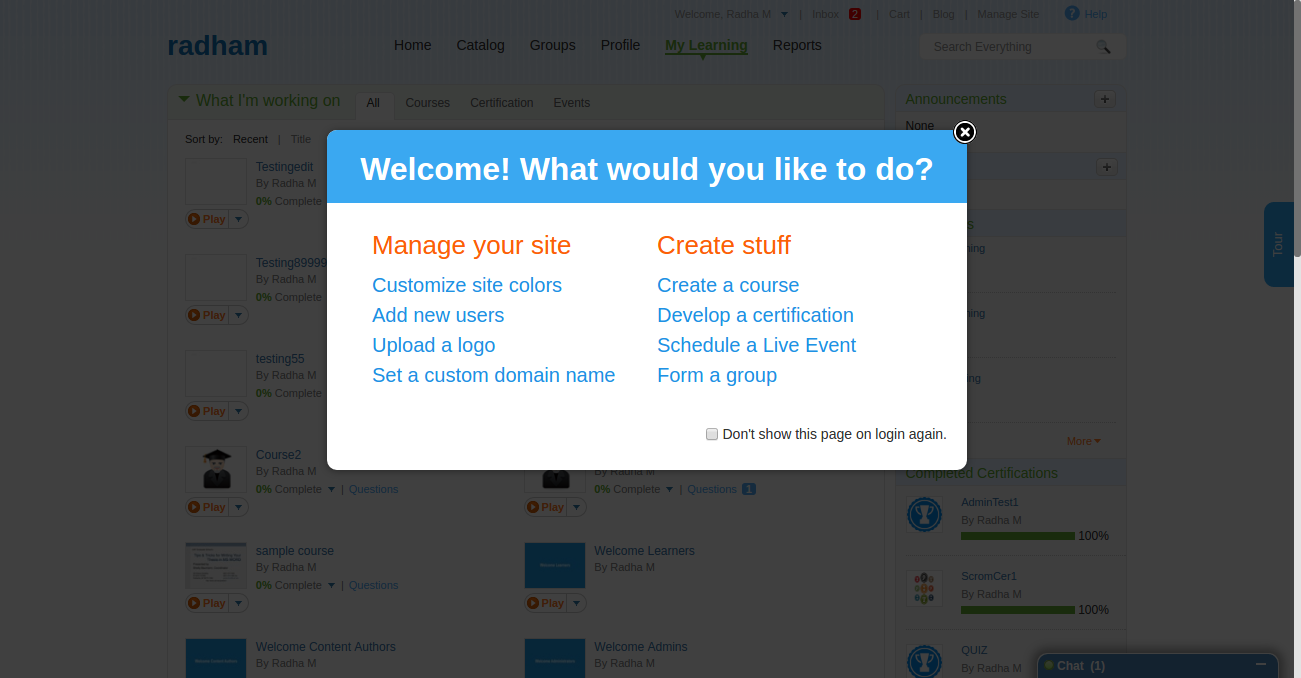 Welcome, Radha M | Inbox 2 | Cart | Blog | Manage Site ? Help
radham
Home Catalog Groups Profile My Learning Reports
Search Everything
What I'm working on All Courses Certification Events
Sort by: Recent | Title
Testingedit
By Radha M
0% Complete
Play
Testing89999
By Radha M
0% Complete
Play
testing55
By Radha M
0% Complete
Play
Course2
By Radha M
0% Complete | Questions
Play
By Radha M
0% Complete | Questions 1
Play
sample course
By Radha M
0% Complete | Questions
Play
Welcome Learners
By Radha M
Play
Welcome Content Authors
By Radha M
Welcome Admins
By Radha M
Welcome! What would you like to do?
Manage your site
Customize site colors
Add new users
Upload a logo
Set a custom domain name
Create stuff
Create a course
Develop a certification
Schedule a Live Event
Form a group
Don't show this page on login again.
Announcements +
None
+
More
Completed Certifications
AdminTest1
By Radha M
100%
ScromCer1
By Radha M
100%
QUIZ
By Radha M
Tour
Chat (1)